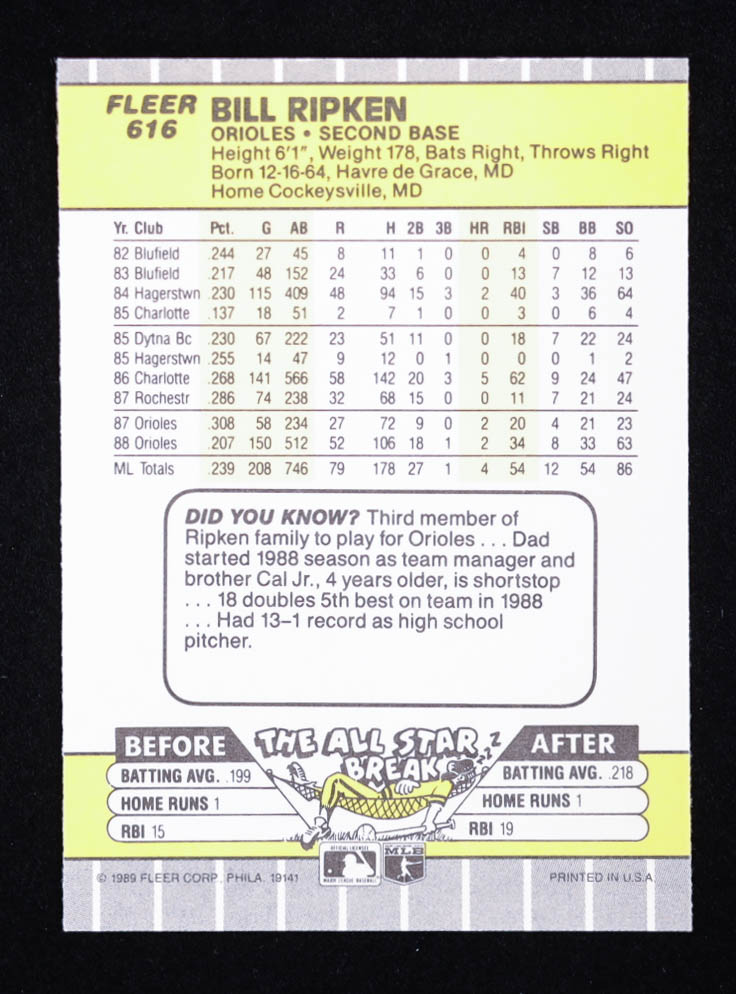 FLEER
616
BILL RIPKEN
ORIOLES • SECOND BASE
Height 6'1", Weight 178, Bats Right, Throws Right
Born 12-16-64, Havre de Grace, MD
Home Cockeysville, MD
Yr. Club Pct. G AB R H 2B 3B HR RBI SB BB SO
82 Blufield .244 27 45 8 11 1 0 0 4 0 8 6
83 Blufield .217 48 152 24 33 6 0 0 13 7 12 13
84 Hagerstwn .230 115 409 48 94 15 3 2 40 3 36 64
85 Charlotte .137 18 51 2 7 1 0 0 3 0 6 4
85 Dytna Bc .230 67 222 23 51 11 0 0 18 7 22 24
85 Hagerstwn .255 14 47 9 12 0 1 0 0 0 1 2
86 Charlotte .268 141 566 58 142 20 3 5 62 9 24 47
87 Rochestr .286 74 238 32 68 15 0 0 11 7 21 24
87 Orioles .308 58 234 27 72 9 0 2 20 4 21 23
88 Orioles .207 150 512 52 106 18 1 2 34 8 33 63
ML Totals .239 208 746 79 178 27 1 4 54 12 54 86
DID YOU KNOW? Third member of
Ripken family to play for Orioles . . . Dad
started 1988 season as team manager and
brother Cal Jr., 4 years older, is shortstop
. . . 18 doubles 5th best on team in 1988
. . . Had 13–1 record as high school
pitcher.
THE ALL STAR
BREAK
zzZ
BEFORE
BATTING AVG. .199
HOME RUNS 1
RBI 15
AFTER
BATTING AVG. .218
HOME RUNS 1
RBI 19
OFFICIAL LICENSEE
MAJOR LEAGUE BASEBALL
MLB
© 1989 FLEER CORP. PHILA. 19141
PRINTED IN U.S.A.